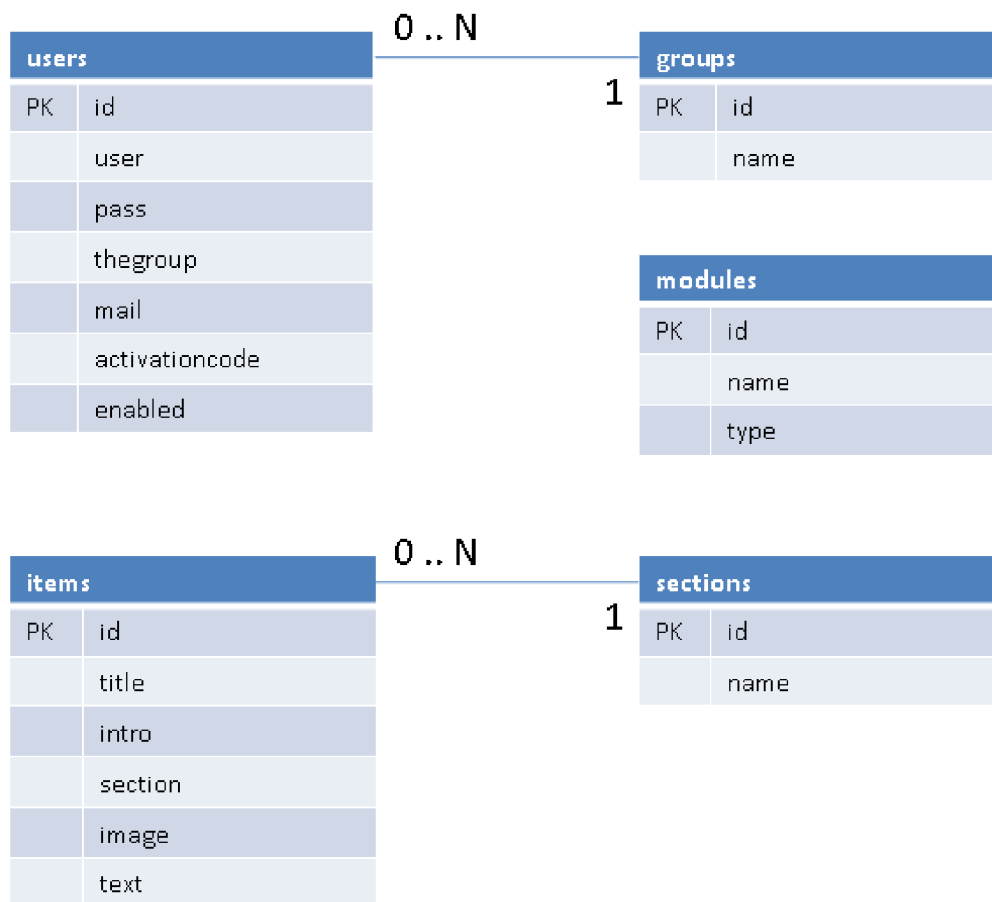 0 .. N
users
groups
1
PK id
user
pass
thegroup
mail
activationcode
enabled
PK id
name
modules
PK id
name
type
0 .. N
items
sections
1
PK id
title
intro
section
image
text
PK id
name